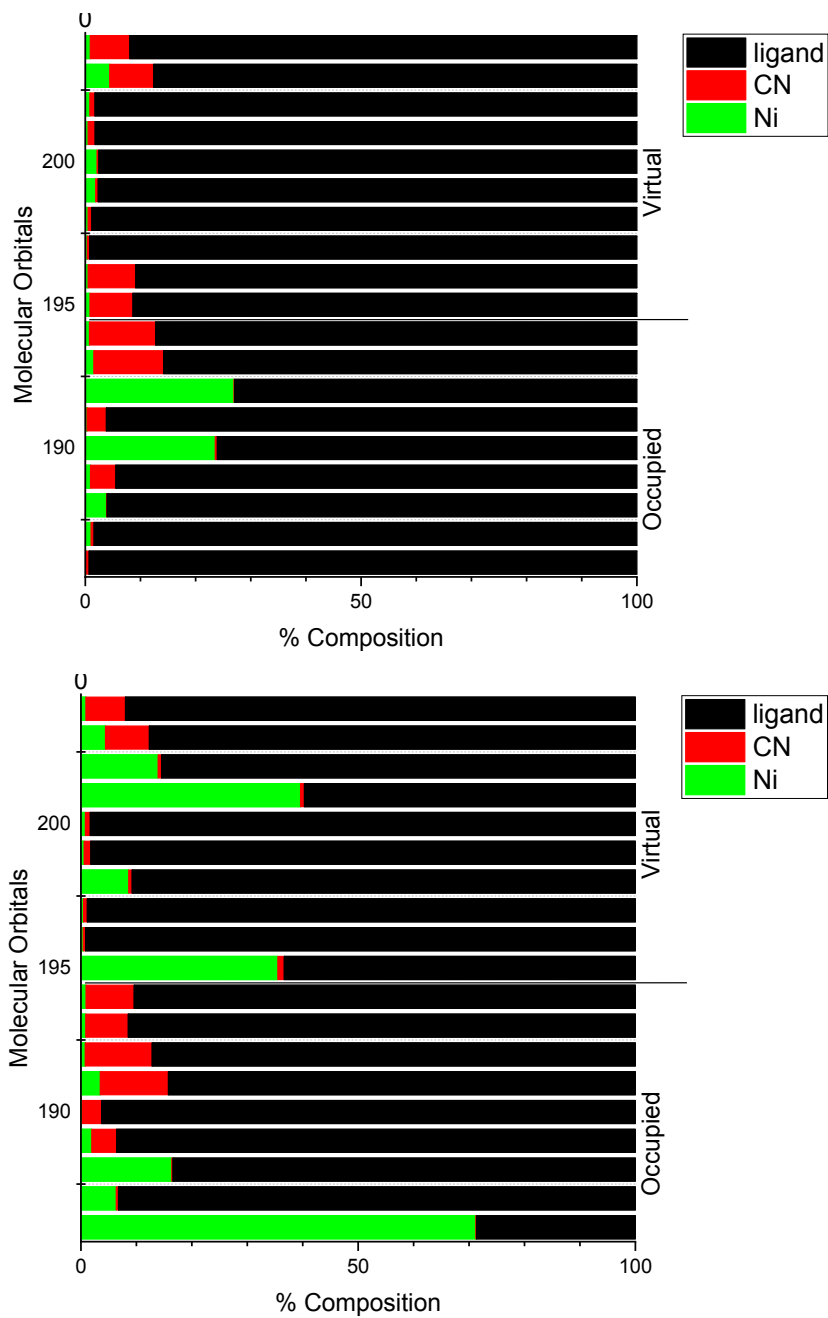 0
ligand
CN
Ni
200
195
190
Molecular Orbitals
Virtual
Occupied
0
50
100
% Composition
0
ligand
CN
Ni
200
195
190
Molecular Orbitals
Virtual
Occupied
0
50
100
% Composition